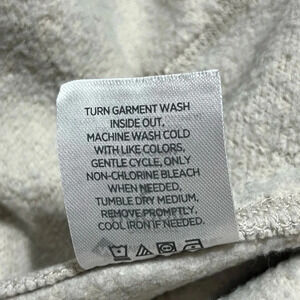 TURN GARMENT WASH
INSIDE OUT,
MACHINE WASH COLD
WITH LIKE COLORS,
GENTLE CYCLE, ONLY
NON-CHLORINE BLEACH
WHEN NEEDED,
TUMBLE DRY MEDIUM,
REMOVE PROMPTLY,
COOL IRON IF NEEDED.